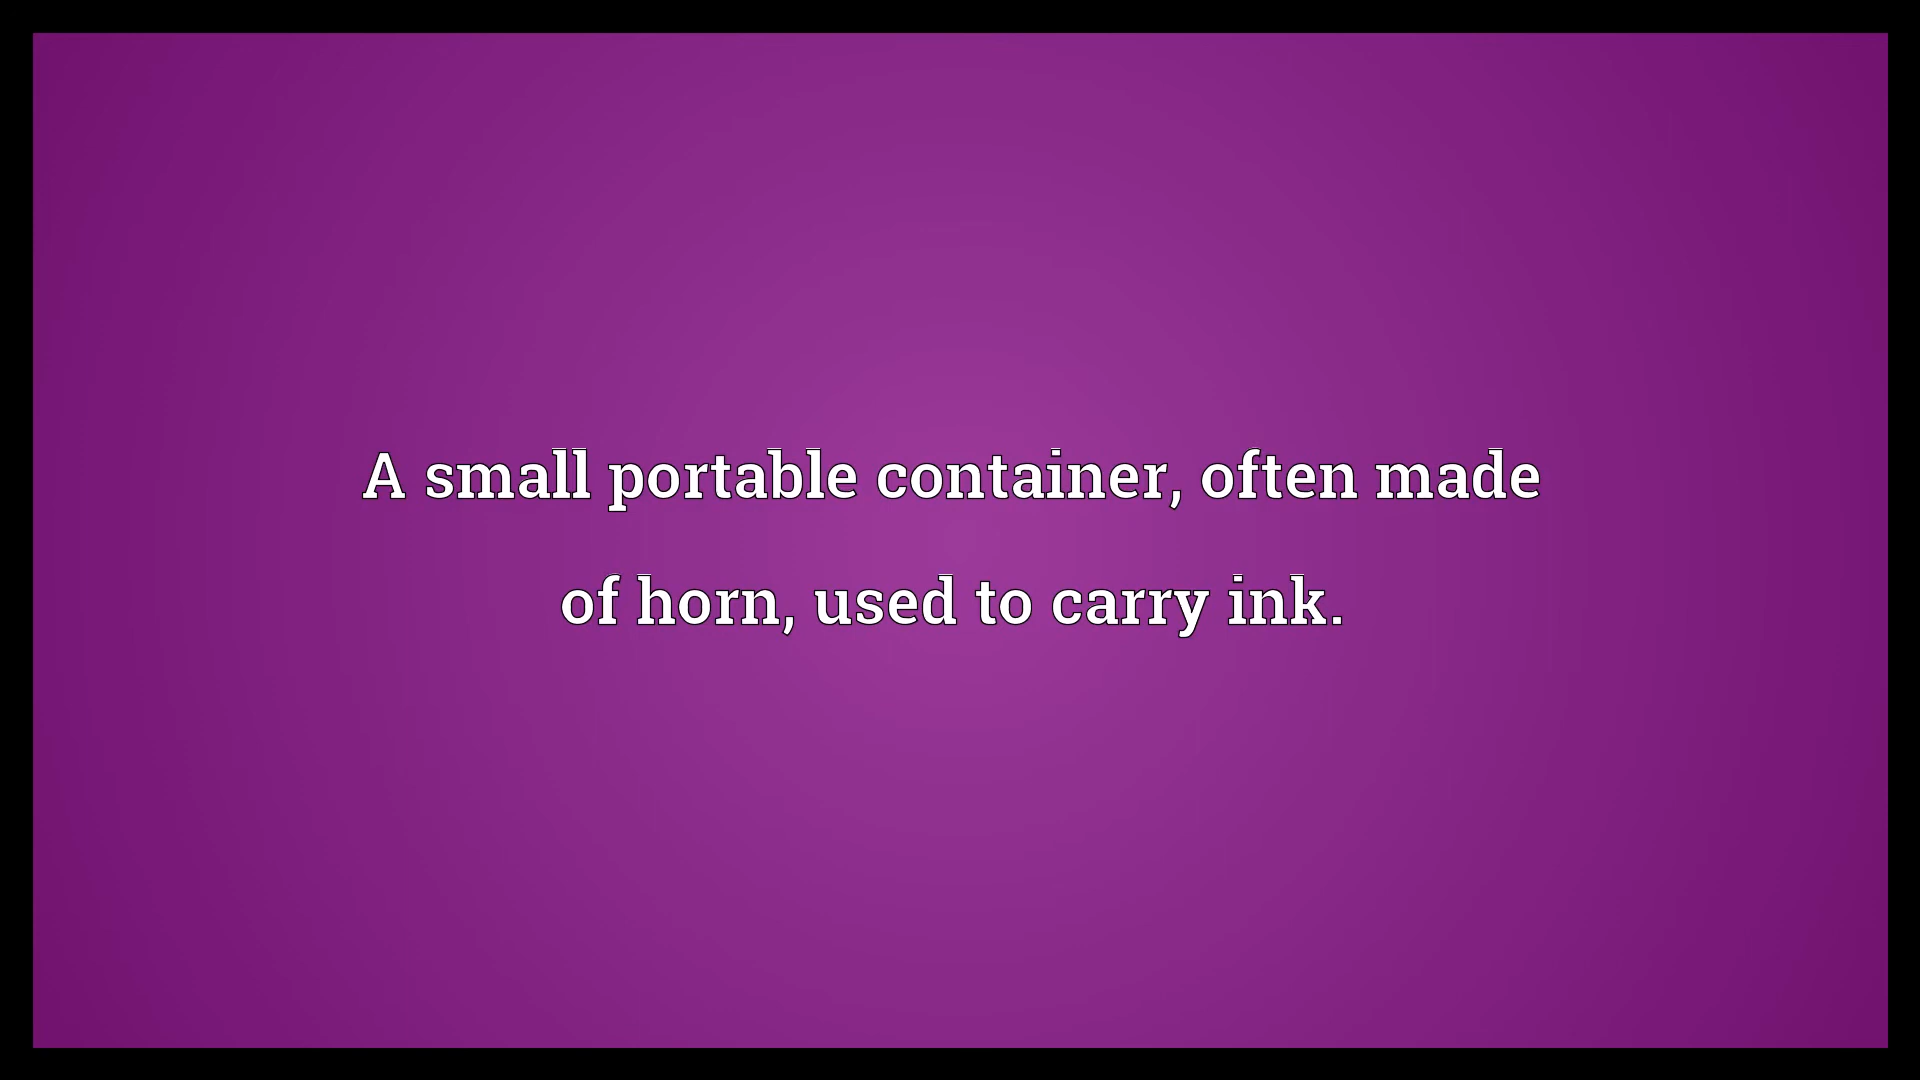 A small portable container, often made
of horn, used to carry ink.